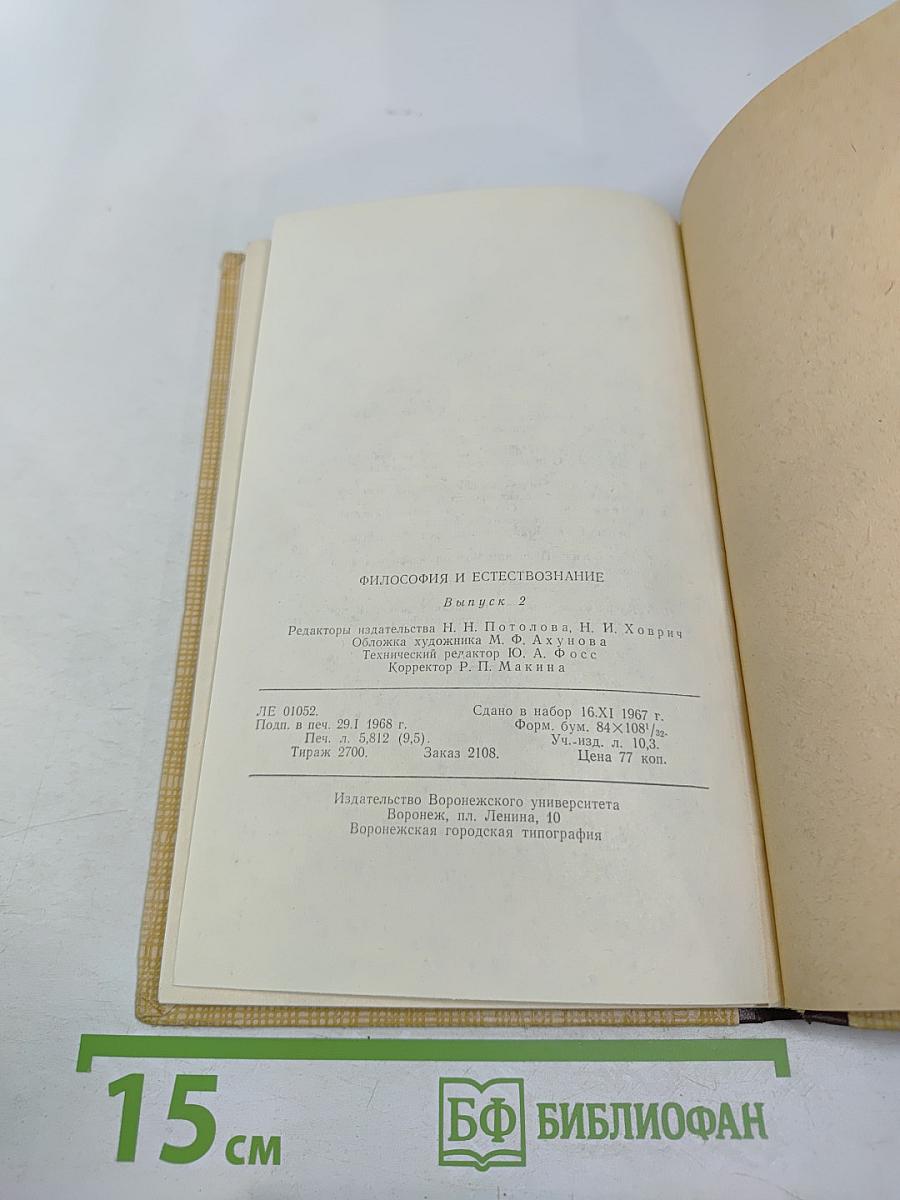 ФИЛОСОФИЯ И ЕСТЕСТВОЗНАНИЕ
Выпуск 2
Редакторы издательства Н. Н. Потолова, Н. И. Ховрич
Обложка художника М. Ф. Ахунова
Технический редактор Ю. А. Фосс
Корректор Р. П. Макина
ЛЕ 01052. Сдано в набор 16.XI 1967 г.
Подп. в печ. 29.I 1968 г. Форм. бум. 84×108¹/₃₂.
Печ. л. 5,812 (9,5). Уч.-изд. л. 10,3.
Тираж 2700. Заказ 2108. Цена 77 коп.
Издательство Воронежского университета
Воронеж, пл. Ленина, 10
Воронежская городская типография
15 см
БФ БИБЛИОФАН